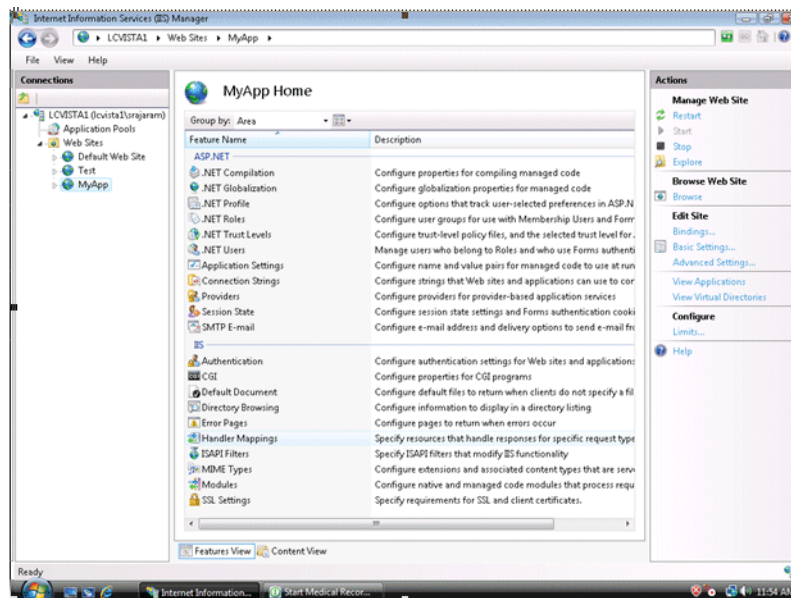 Internet Information Services (IIS) Manager
LCVISTA1 Web Sites MyApp
File View Help
Connections
LCVISTA1 (lcvista1\srajaram)
Application Pools
Web Sites
Default Web Site
Test
MyApp
MyApp Home
Group by: Area
Feature Name Description
ASP.NET
.NET Compilation Configure properties for compiling managed code
.NET Globalization Configure globalization properties for managed code
.NET Profile Configure options that track user-selected preferences in ASP.N
.NET Roles Configure user groups for use with Membership Users and Form
.NET Trust Levels Configure trust-level policy files, and the selected trust level for.
.NET Users Manage users who belong to Roles and who use Forms authenti
Application Settings Configure name and value pairs for managed code to use at run
Connection Strings Configure strings that Web sites and applications can use to cor
Providers Configure providers for provider-based application services
Session State Configure session state settings and Forms authentication cooki
SMTP E-mail Configure e-mail address and delivery options to send e-mail fro
IIS
Authentication Configure authentication settings for Web sites and applications
CGI Configure properties for CGI programs
Default Document Configure default files to return when clients do not specify a fil
Directory Browsing Configure information to display in a directory listing
Error Pages Configure pages to return when errors occur
Handler Mappings Specify resources that handle responses for specific request type
ISAPI Filters Specify ISAPI filters that modify IIS functionality
MIME Types Configure extensions and associated content types that are serv
Modules Configure native and managed code modules that process requ
SSL Settings Specify requirements for SSL and client certificates.
Features View Content View
Actions
Manage Web Site
Restart
Start
Stop
Explore
Browse Web Site
Browse
Edit Site
Bindings...
Basic Settings...
Advanced Settings...
View Applications
View Virtual Directories
Configure
Limits...
Help
Ready
Internet Information... Start Medical Recor... 11:54 AM